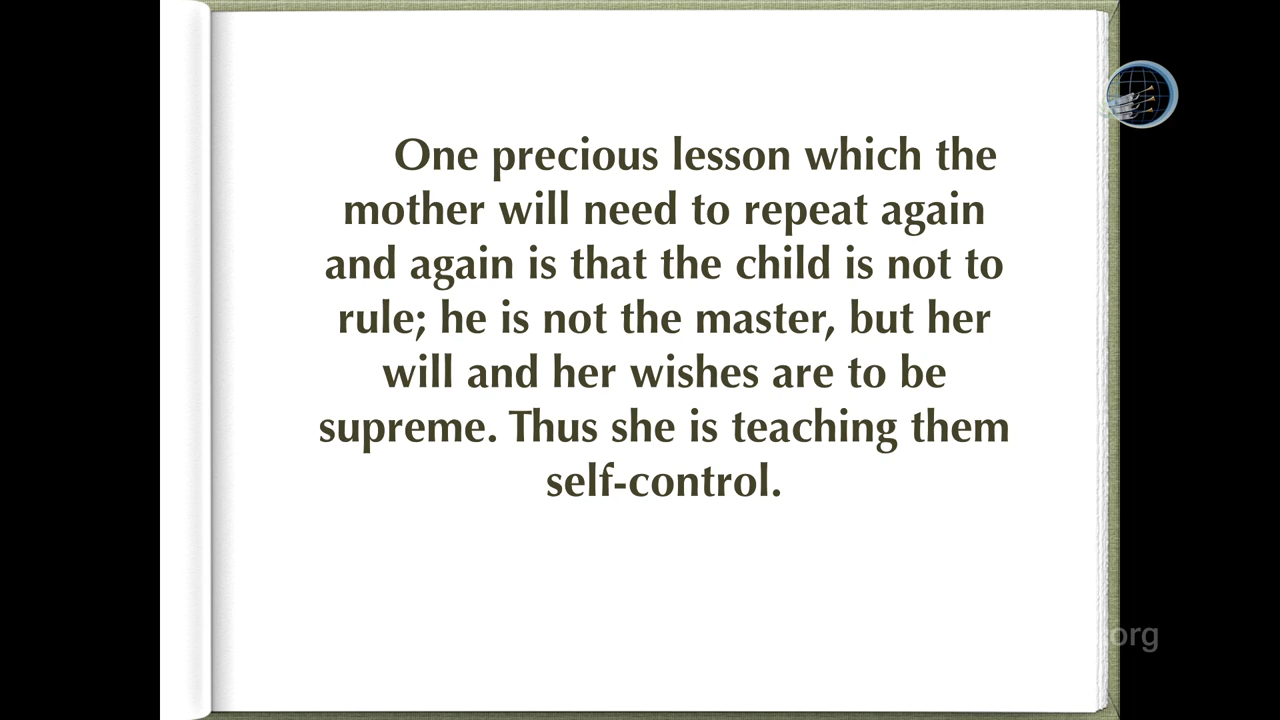 One precious lesson which the
mother will need to repeat again
and again is that the child is not to
rule; he is not the master, but her
will and her wishes are to be
supreme. Thus she is teaching them
self-control.
org